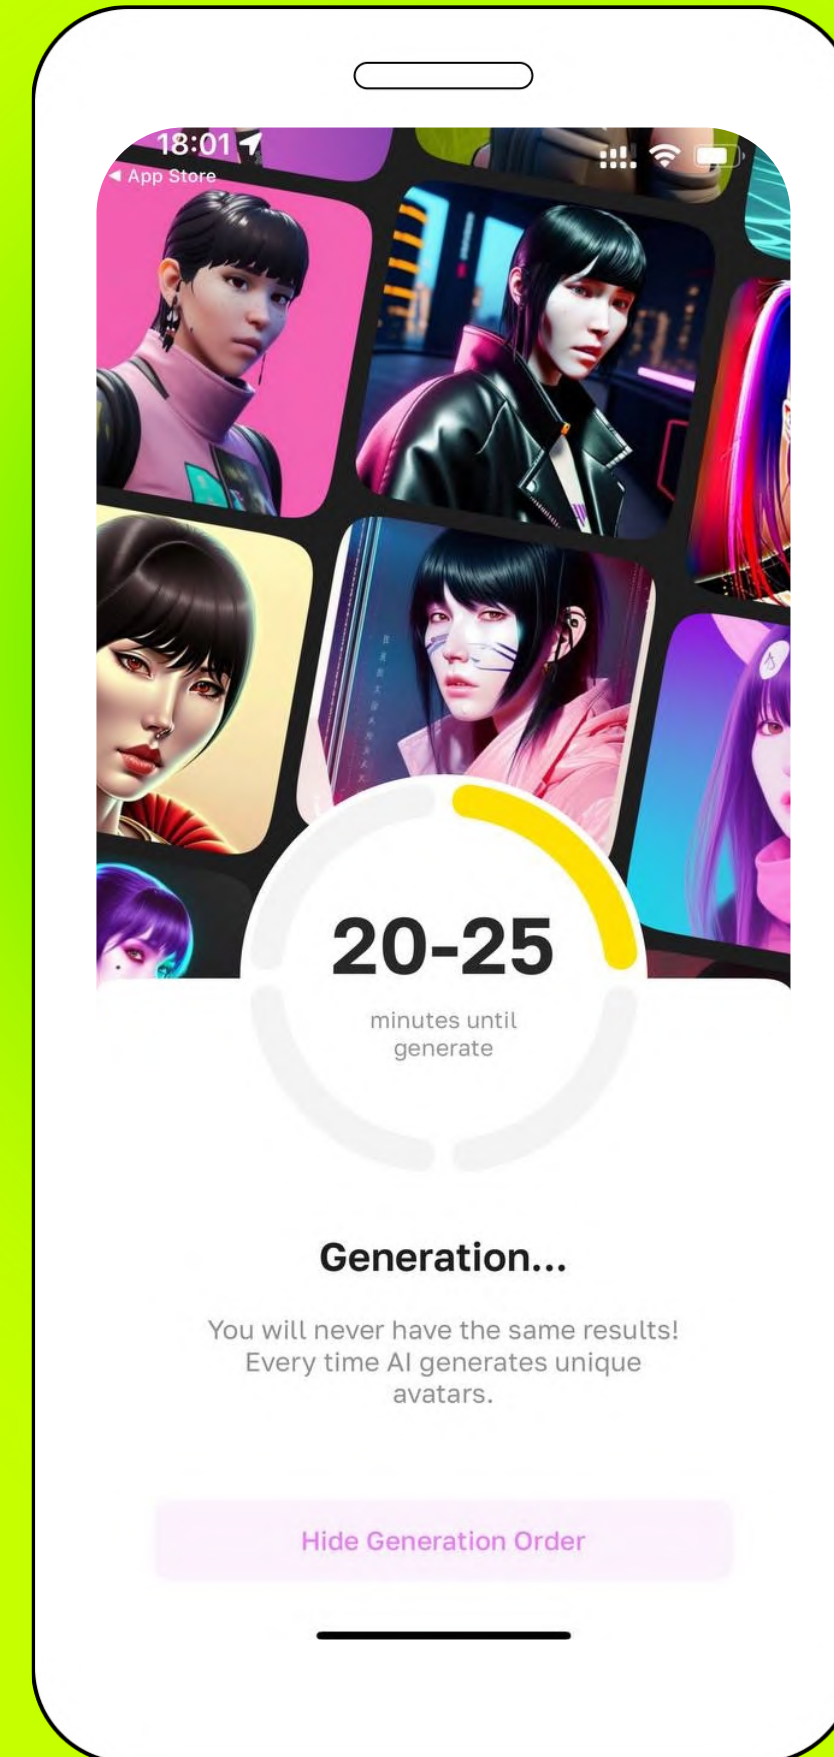 18:01
◀ App Store
20-25
minutes until
generate
Generation...
You will never have the same results!
Every time AI generates unique
avatars.
Hide Generation Order